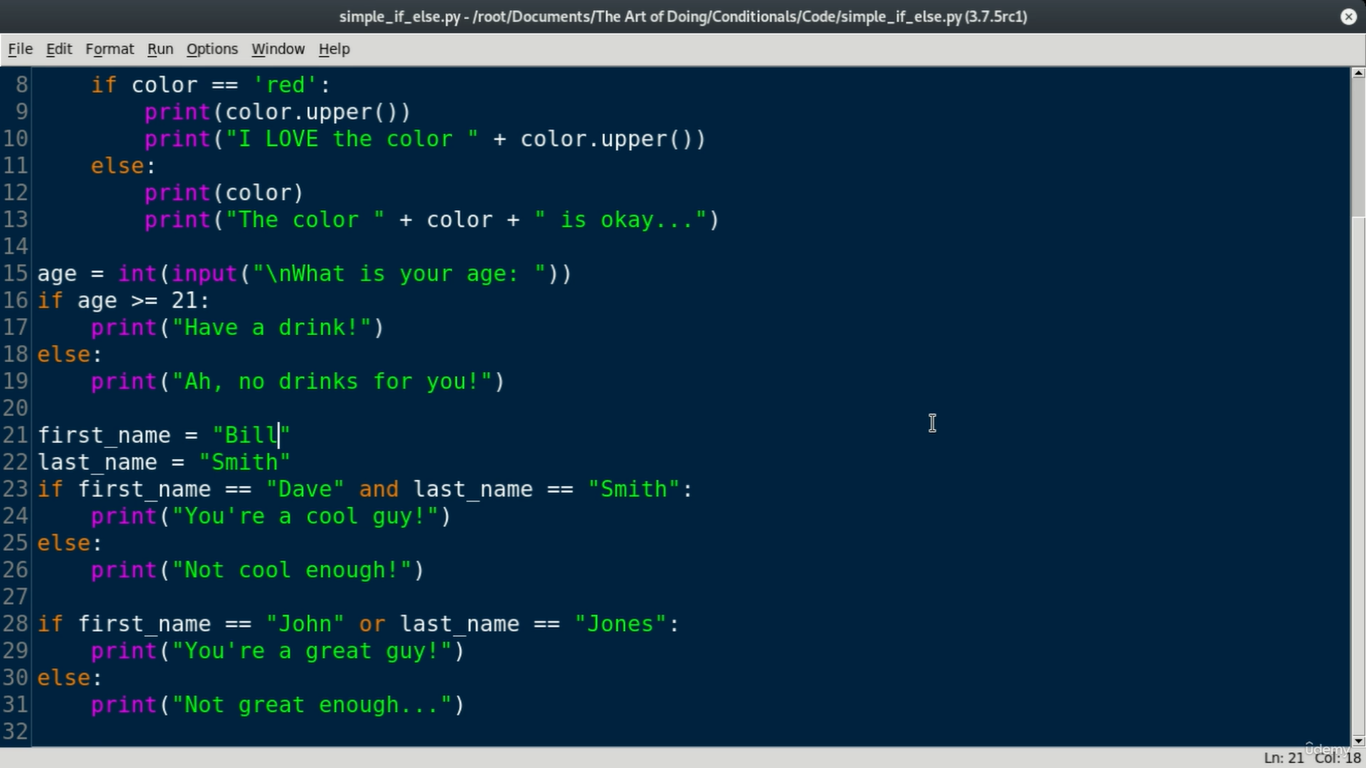 simple_if_else.py - /root/Documents/The Art of Doing/Conditionals/Code/simple_if_else.py (3.7.5rc1)
File Edit Format Run Options Window Help
8     if color == 'red':
9         print(color.upper())
10         print("I LOVE the color " + color.upper())
11     else:
12         print(color)
13         print("The color " + color + " is okay...")
14
15 age = int(input("\nWhat is your age: "))
16 if age >= 21:
17     print("Have a drink!")
18 else:
19     print("Ah, no drinks for you!")
20
21 first_name = "Bill"
22 last_name = "Smith"
23 if first_name == "Dave" and last_name == "Smith":
24     print("You're a cool guy!")
25 else:
26     print("Not cool enough!")
27
28 if first_name == "John" or last_name == "Jones":
29     print("You're a great guy!")
30 else:
31     print("Not great enough...")
32
udemy
Ln: 21 Col: 18